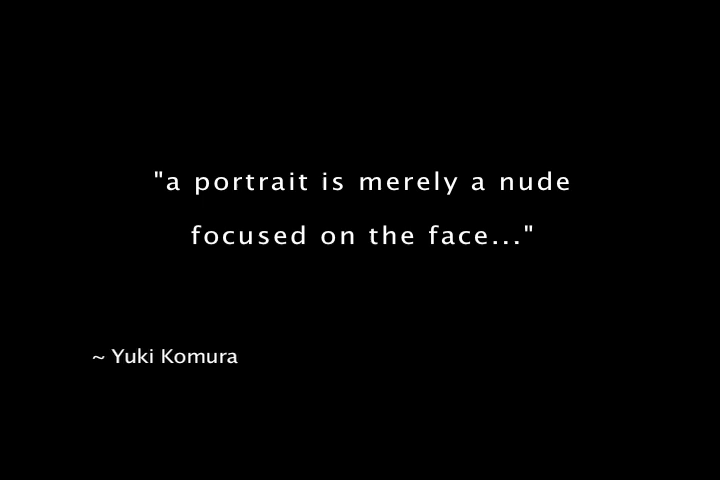 "a portrait is merely a nude
focused on the face..."
~ Yuki Komura